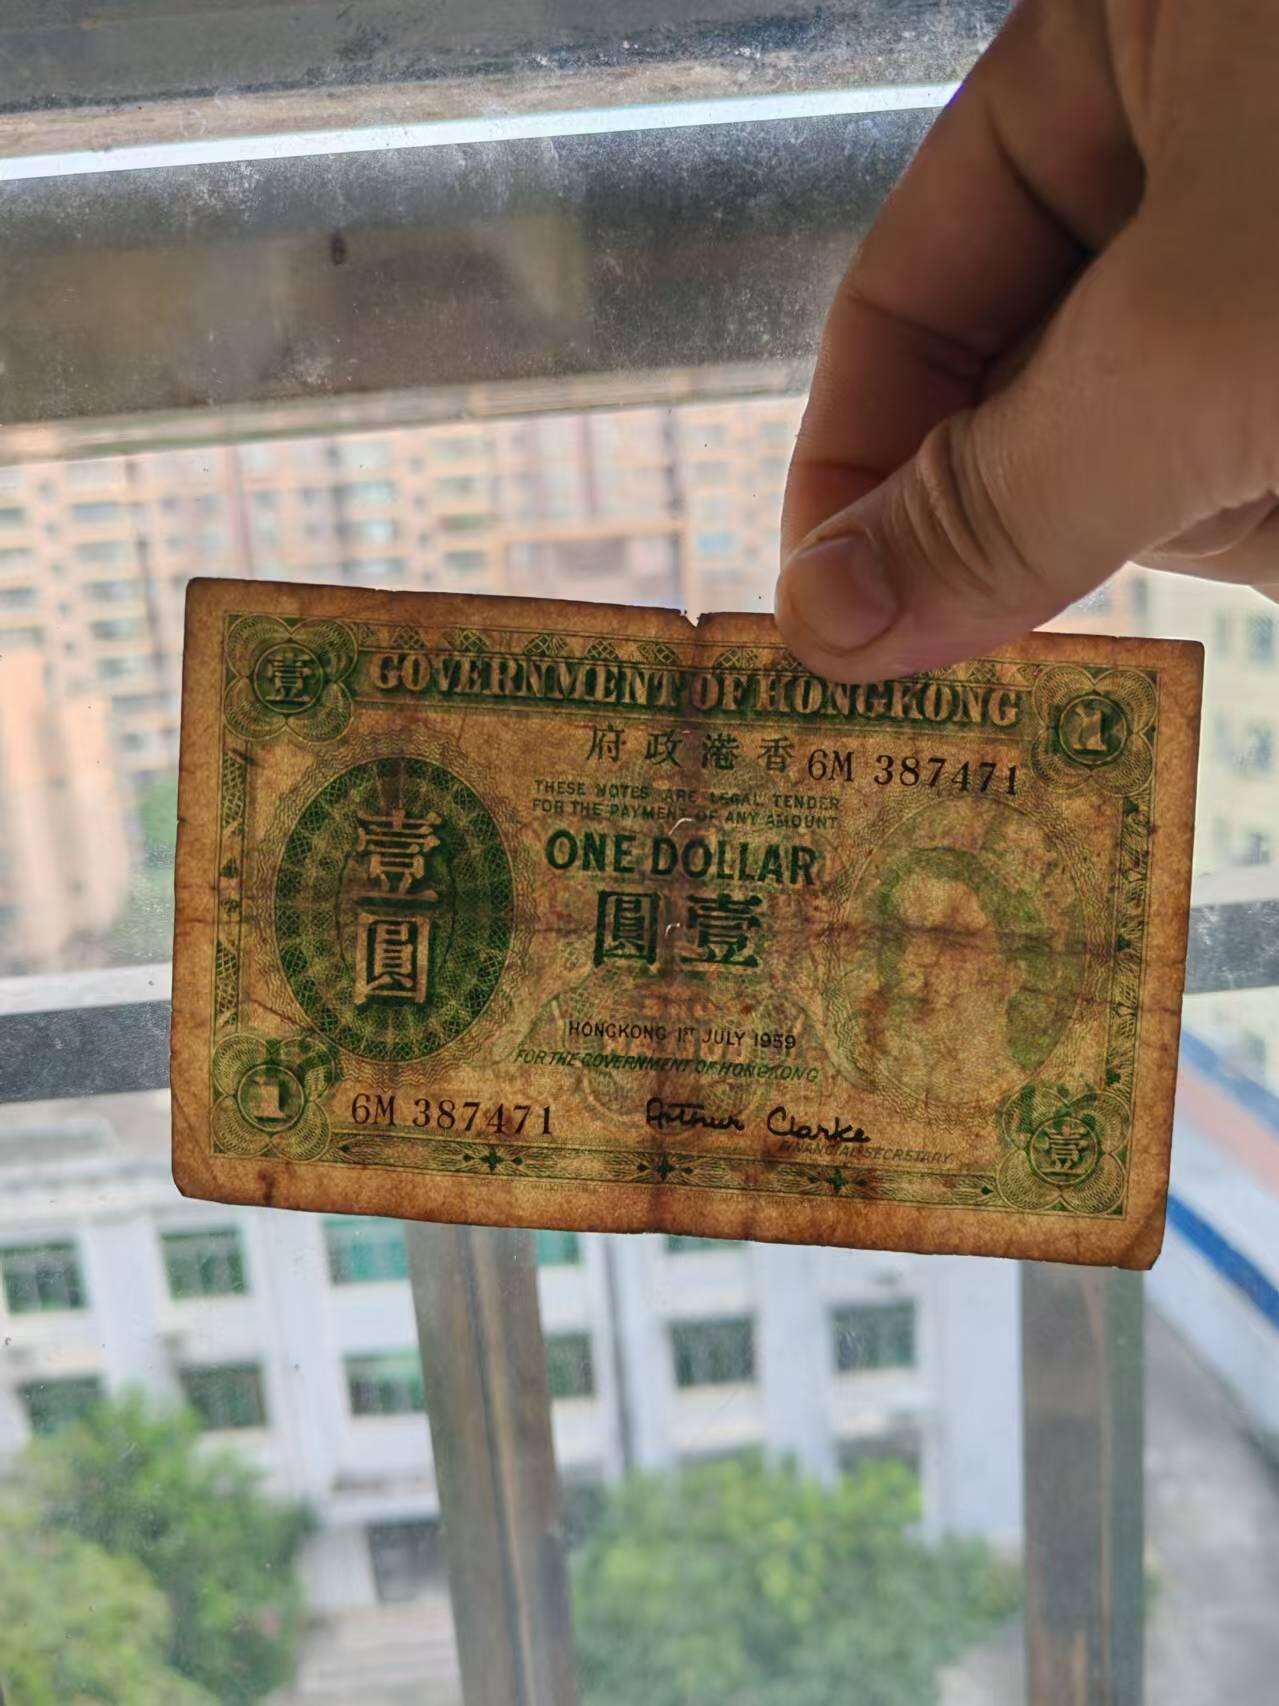 壹
GOVERNMENT OF HONGKONG
1
府政港香
6M 387471
THESE NOTES ARE LEGAL TENDER
FOR THE PAYMENT OF ANY AMOUNT
ONE DOLLAR
圓壹
壹圓
HONGKONG 1ST JULY 1959
FOR THE GOVERNMENT OF HONGKONG
1
6M 387471
Arthur Clarke
FINANCIAL SECRETARY
壹